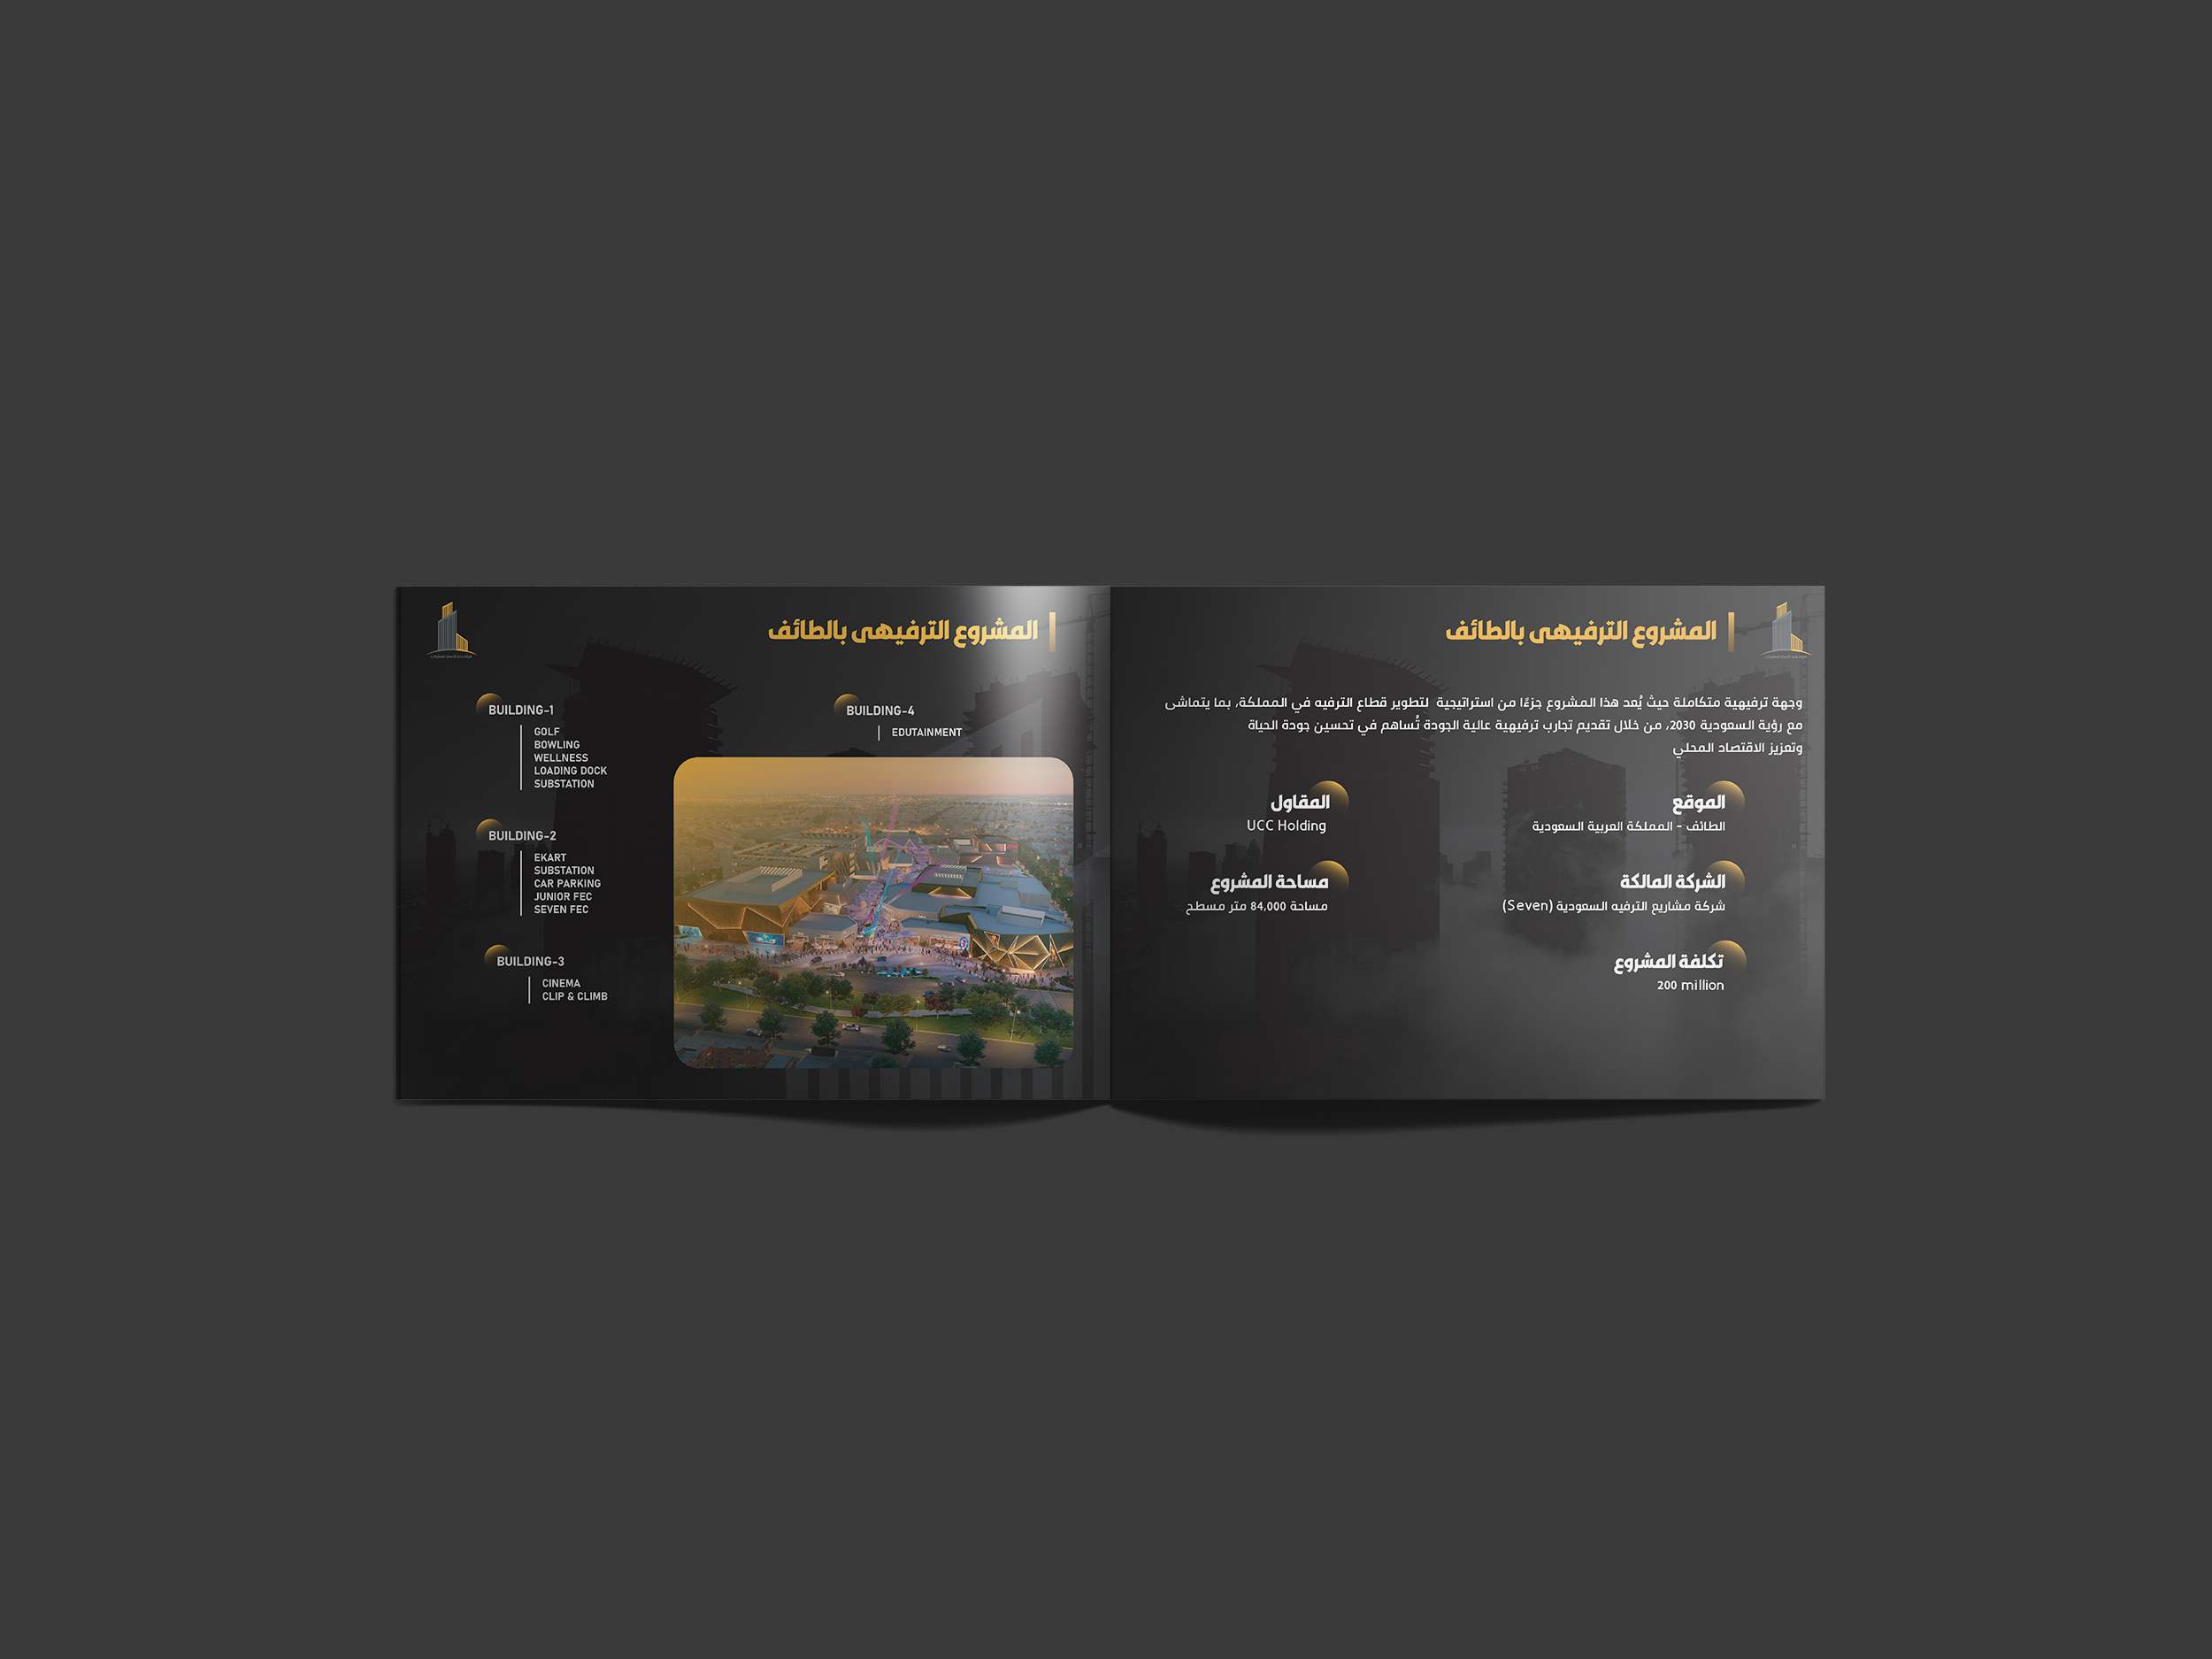 المشروع الترفيهى بالطائف
وجهة ترفيهية متكاملة حيث يُعد هذا المشروع جزءًا من استراتيجية لتطوير قطاع الترفيه في المملكة، بما يتماشى
مع رؤية السعودية 2030، من خلال تقديم تجارب ترفيهية عالية الجودة تُساهم في تحسين جودة الحياة
وتعزيز الاقتصاد المحلي
الموقع
الطائف - المملكة العربية السعودية
الشركة المالكة
شركة مشاريع الترفيه السعودية (Seven)
تكلفة المشروع
200 million
المقاول
UCC Holding
مساحة المشروع
مساحة 84,000 متر مسطح
المشروع الترفيهى بالطائف
BUILDING-1
GOLF
BOWLING
WELLNESS
LOADING DOCK
SUBSTATION
BUILDING-2
EKART
SUBSTATION
CAR PARKING
JUNIOR FEC
SEVEN FEC
BUILDING-3
CINEMA
CLIP & CLIMB
BUILDING-4
EDUTAINMENT